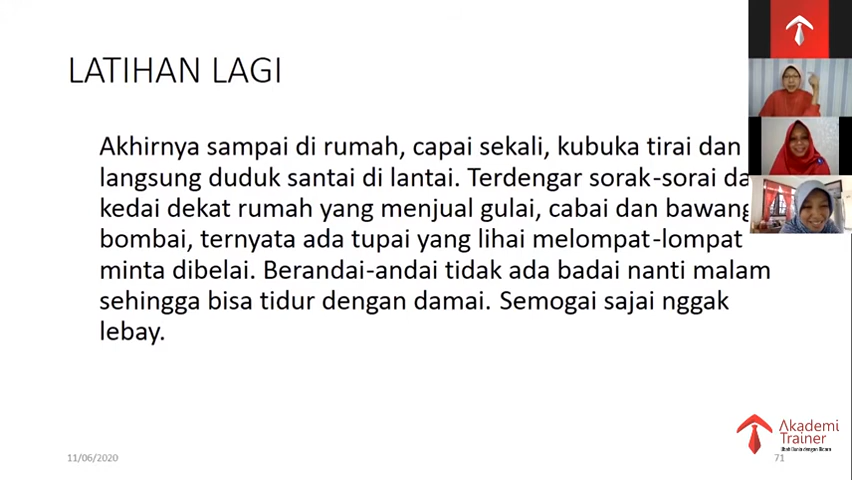 LATIHAN LAGI
Akhirnya sampai di rumah, capai sekali, kubuka tirai dan
langsung duduk santai di lantai. Terdengar sorak-sorai
kedai dekat rumah yang menjual gulai, cabai dan bawang
bombai, ternyata ada tupai yang lihai melompat-lompat
minta dibelai. Berandai-andai tidak ada badai nanti malam
sehingga bisa tidur dengan damai. Semogai sajai nggak
lebay.
Akademi
Trainer
11/06/2020
71